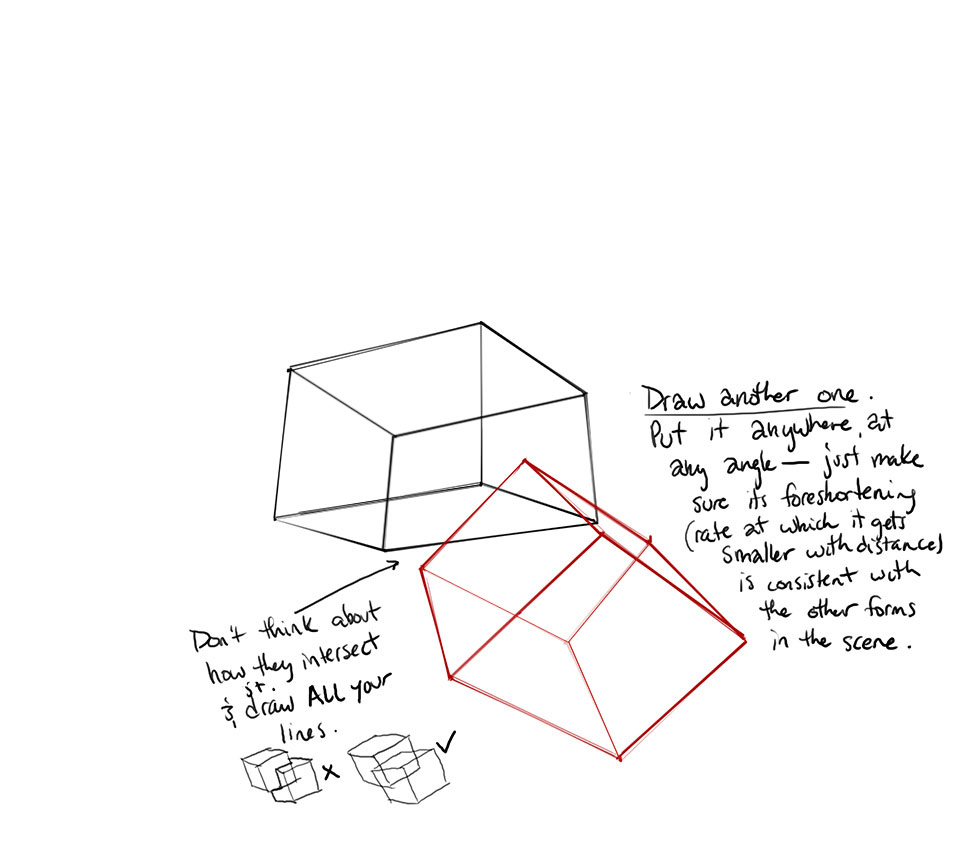 Draw another one.
Put it anywhere, at
any angle — just make
sure its foreshortening
(rate at which it gets
smaller with distance)
is consistent with
the other forms
in the scene.
Don't think about
how they intersect
& draw ALL your
lines.